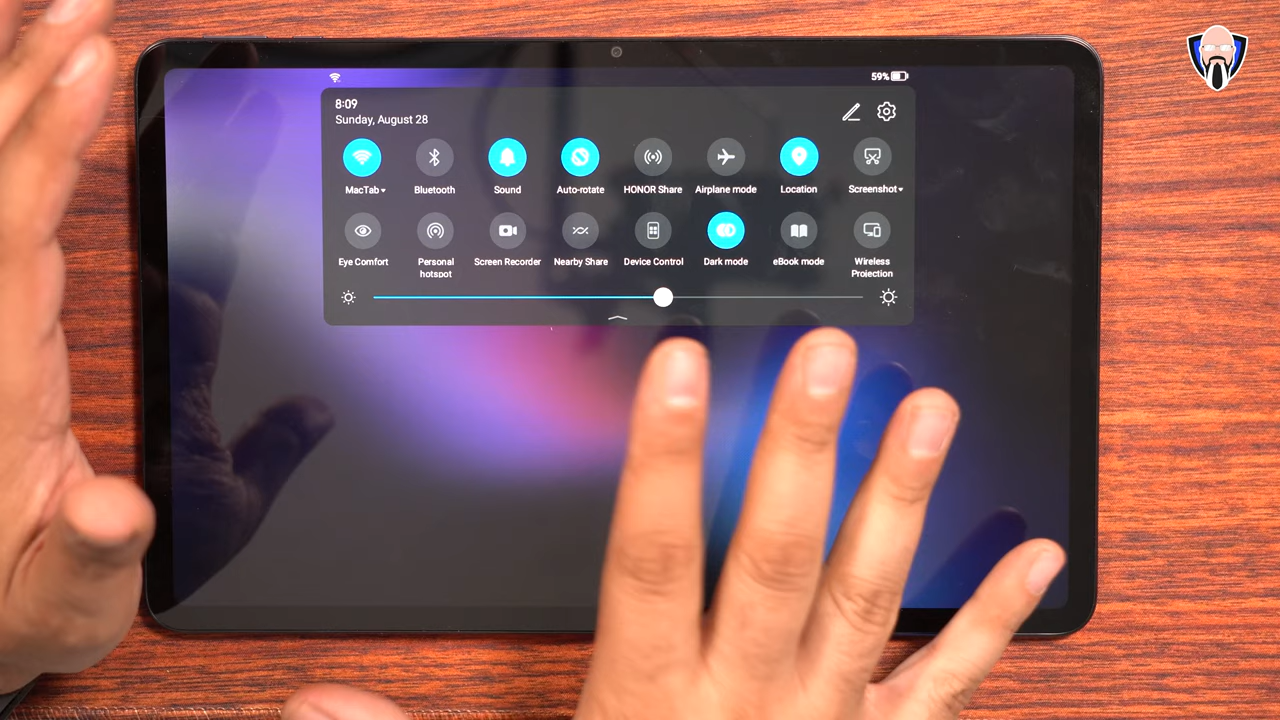 59%
8:09
Sunday, August 28
MacTab
Bluetooth
Sound
Auto-rotate
HONOR Share
Airplane mode
Location
Screenshot
Eye Comfort
Personal
hotspot
Screen Recorder
Nearby Share
Device Control
Dark mode
eBook mode
Wireless
Projection